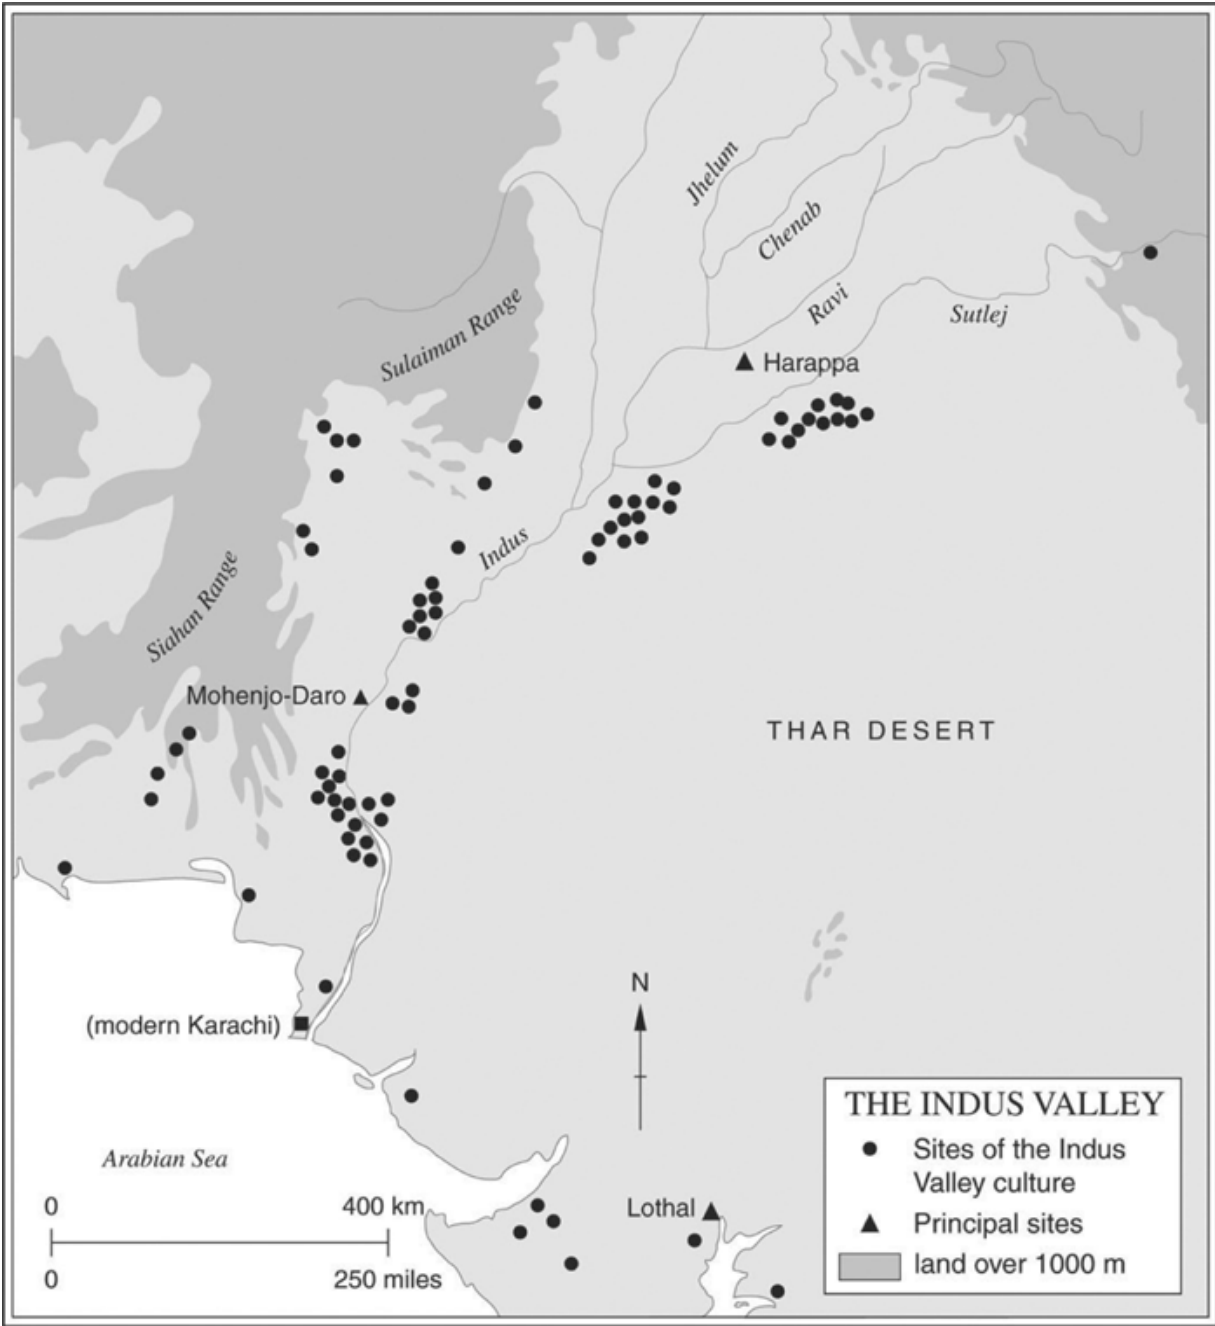 Jhelum
Chenab
Ravi
Sutlej
Sulaiman Range
Harappa
Indus
Siahan Range
Mohenjo-Daro
THAR DESERT
N
(modern Karachi)
Arabian Sea
0 400 km
0 250 miles
Lothal
THE INDUS VALLEY
Sites of the Indus
Valley culture
Principal sites
land over 1000 m